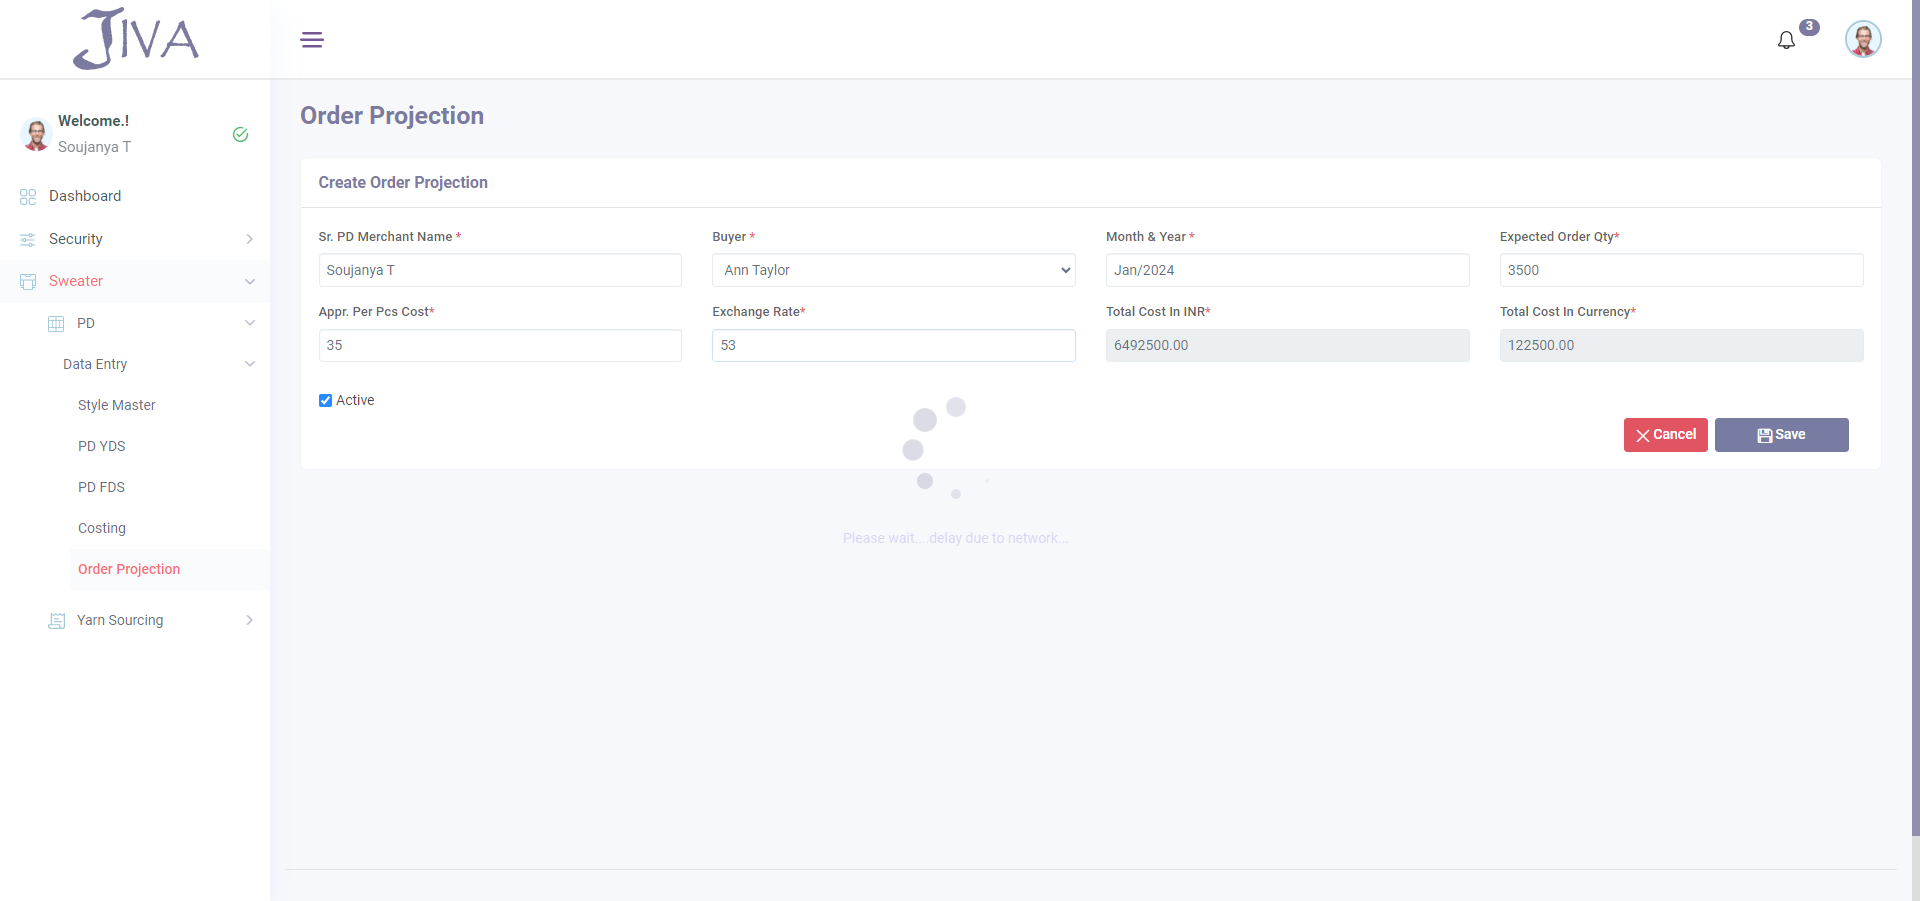 JIVA
3
Welcome.!
Soujanya T
Dashboard
Security
Sweater
PD
Data Entry
Style Master
PD YDS
PD FDS
Costing
Order Projection
Yarn Sourcing
Order Projection
Create Order Projection
Sr. PD Merchant Name *
Buyer *
Month & Year *
Expected Order Qty*
Soujanya T
Ann Taylor
Jan/2024
3500
Appr. Per Pcs Cost*
Exchange Rate*
Total Cost In INR*
Total Cost In Currency*
35
53
6492500.00
122500.00
Active
Cancel
Save
Please wait....delay due to network...